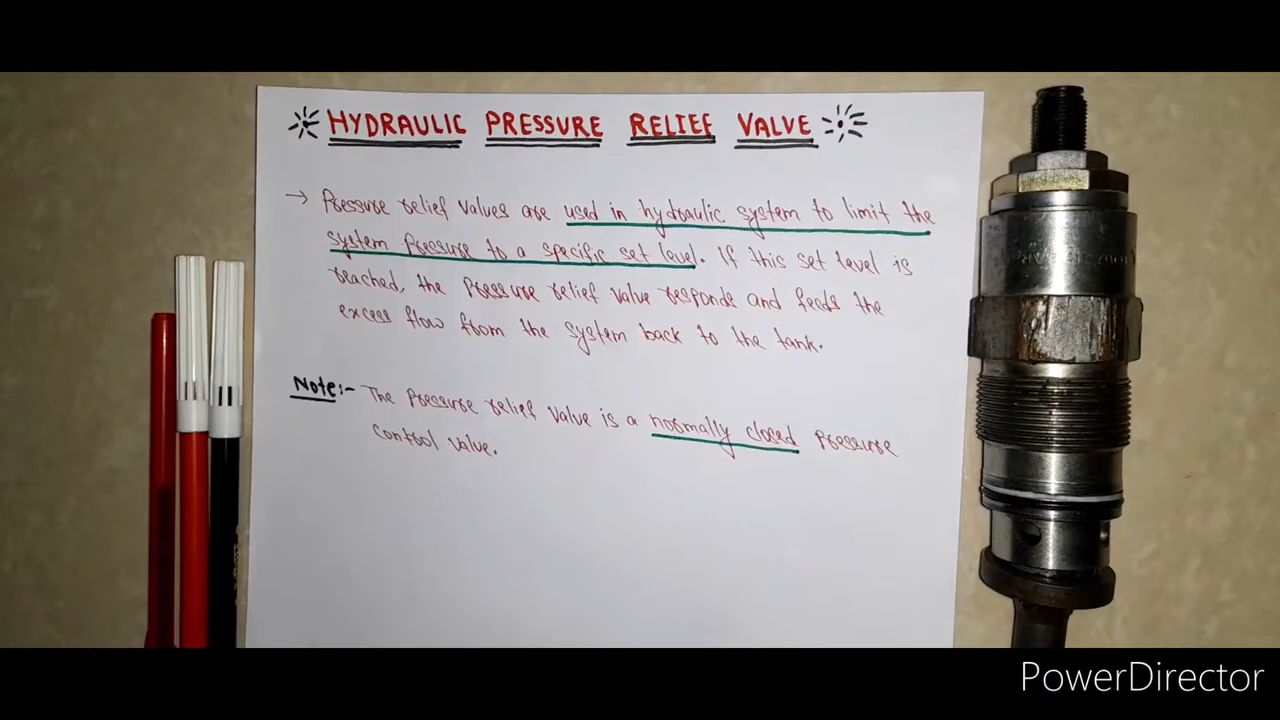 HYDRAULIC PRESSURE RELIEF VALVE
→ Pressure relief valves are used in hydraulic system to limit the
system pressure to a specific set level. If this set level is
reached, the pressure relief valve responde and feeds the
excess flow from the system back to the tank.
Note:- The Pressure relief valve is a normally closed pressure
control valve.
PowerDirector